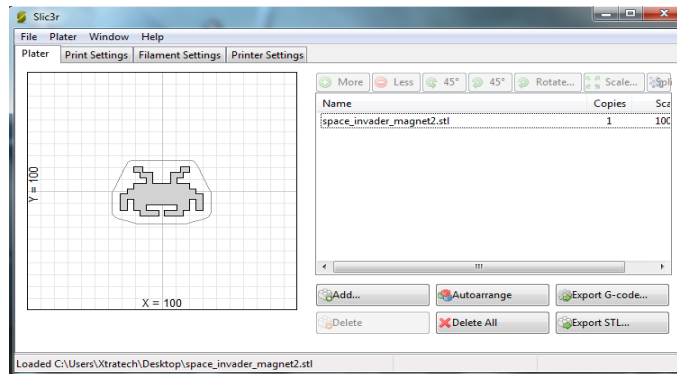 Slic3r
File Plater Window Help
Plater Print Settings Filament Settings Printer Settings
More Less 45° 45° Rotate... Scale...
Name Copies
space_invader_magnet2.stl 1 100
Y = 100
X = 100
Add... Autoarrange Export G-code...
Delete Delete All Export STL...
Loaded C:\Users\Xtratech\Desktop\space_invader_magnet2.stl